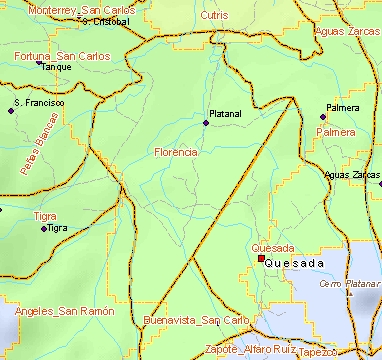 Monterrey_San Carlos
Cutris
S. Cristobal
Aguas Zarcas
Fortuna_San Carlos
Tanque
S. Francisco
Platanal
Palmera
Palmera
Peñas Blancas
Florencia
Aguas Zarcas
Tigra
Tigra
Quesada
Quesada
Cerro Platanar
Angeles_San Ramón
Buenavista_San Carlo
Zapote_Alfaro Ruiz
Tapezco